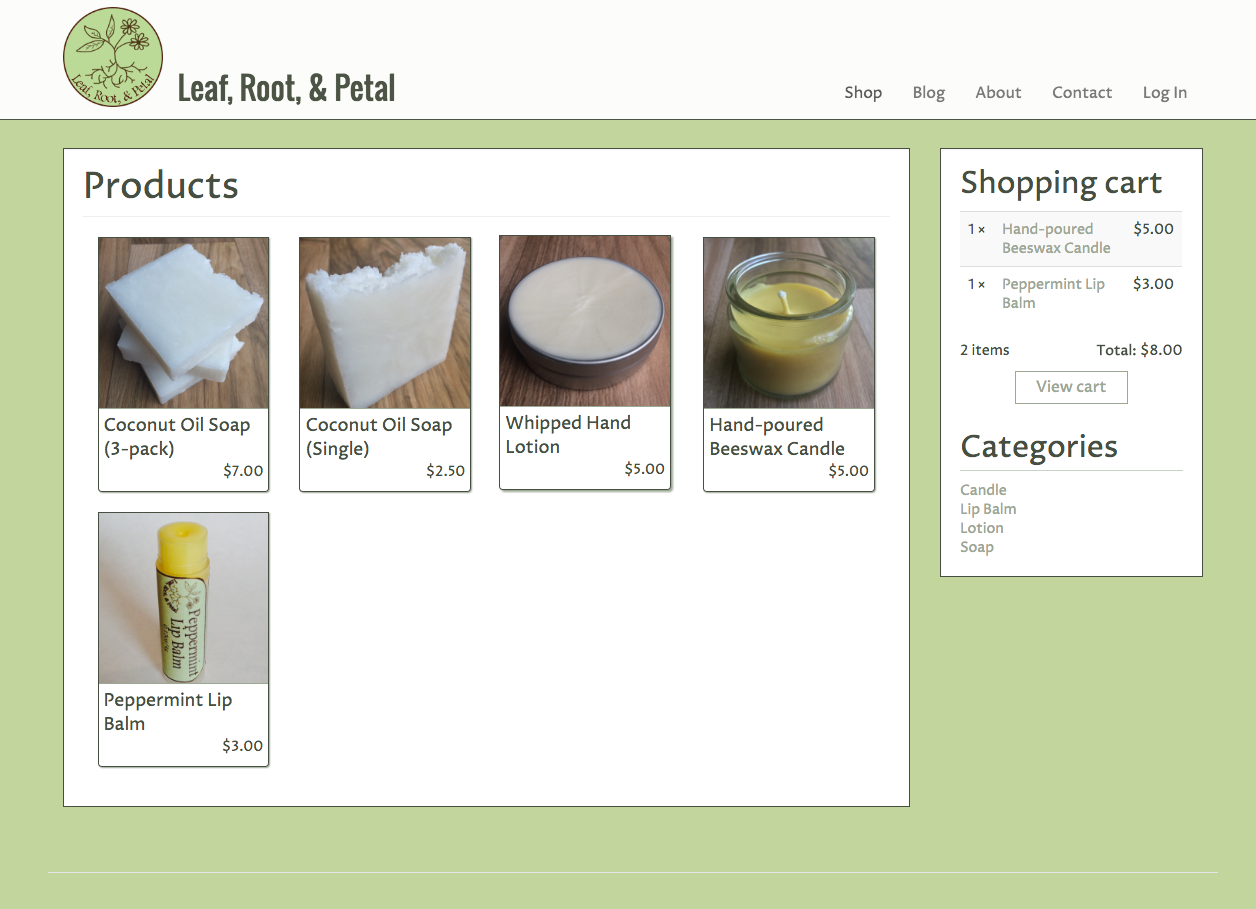 Leaf, Root, & Petal
Leaf, Root, & Petal
Shop Blog About Contact Log In
Products
Coconut Oil Soap
(3-pack)
$7.00
Coconut Oil Soap
(Single)
$2.50
Whipped Hand
Lotion
$5.00
Hand-poured
Beeswax Candle
$5.00
Peppermint
Lip Balm
Peppermint Lip
Balm
$3.00
Shopping cart
1 × Hand-poured $5.00
Beeswax Candle
1 × Peppermint Lip $3.00
Balm
2 items Total: $8.00
View cart
Categories
Candle
Lip Balm
Lotion
Soap